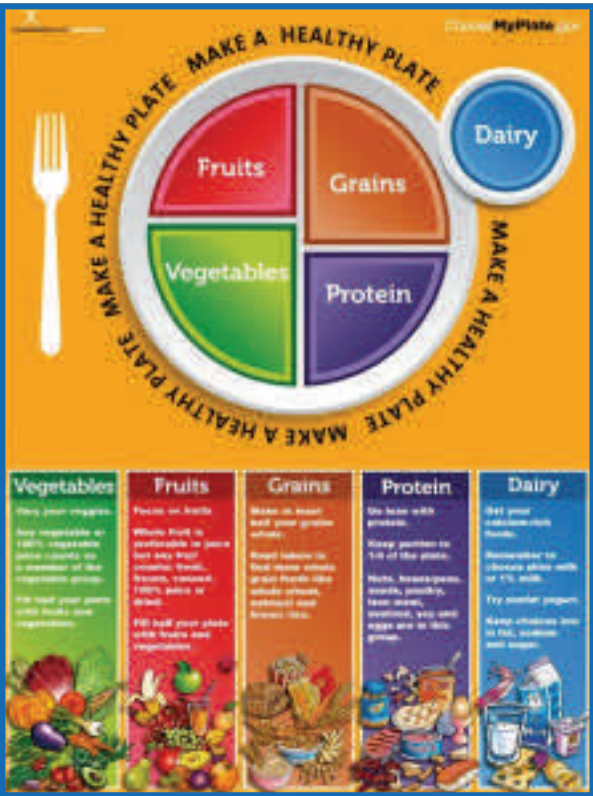 MyPlate
MAKE A HEALTHY PLATE MAKE A HEALTHY PLATE MAKE A HEALTHY PLATE MAKE A HEALTHY PLATE
Dairy
Fruits
Grains
Vegetables
Protein
Vegetables
Vary your veggies.
Any vegetable or
100% vegetable
juice counts as
a member of the
vegetable group.
Fill half your plate
with fruits and
vegetables.
Fruits
Focus on fruits
Whole fruit is
preferable to juice
but any fruit
counts: fresh,
frozen, canned,
100% juice or
dried.
Fill half your plate
with fruits and
vegetables
Grains
Make at least
half your grains
whole.
Read labels to
find more whole
grain foods like
whole wheat,
oatmeal and
brown rice.
Protein
Go lean with
protein.
Keep portion to
1/4 of the plate.
Nuts, beans/peas,
seeds, poultry,
lean meat,
seafood, soy and
eggs are in this
group.
Dairy
Get your
calcium-rich
foods.
Remember to
choose skim milk
or 1% milk.
Try nonfat yogurt.
Keep choices low
in fat, sodium
and sugar.